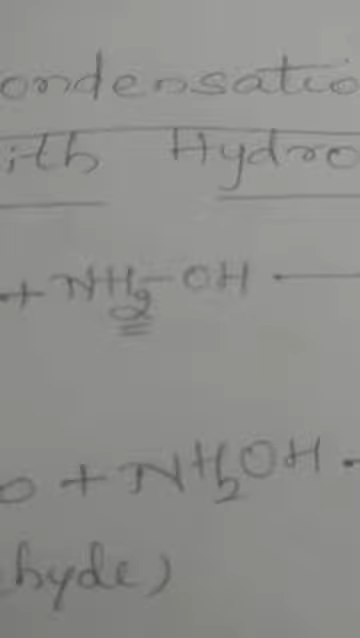 ondensatio
ith Hydro
+ NH2-OH —
o + NH2OH -
hyde)